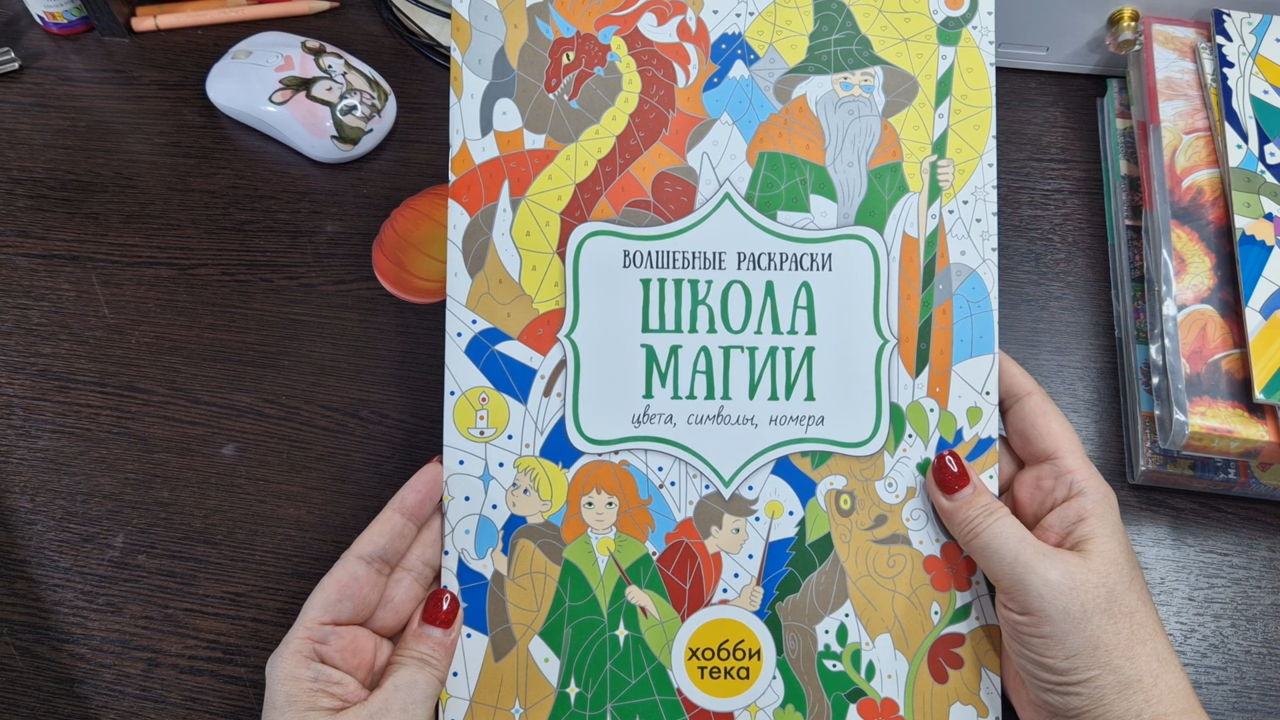 ВОЛШЕБНЫЕ РАСКРАСКИ
ШКОЛА
МАГИИ
цвета, символы, номера
хобби
тека